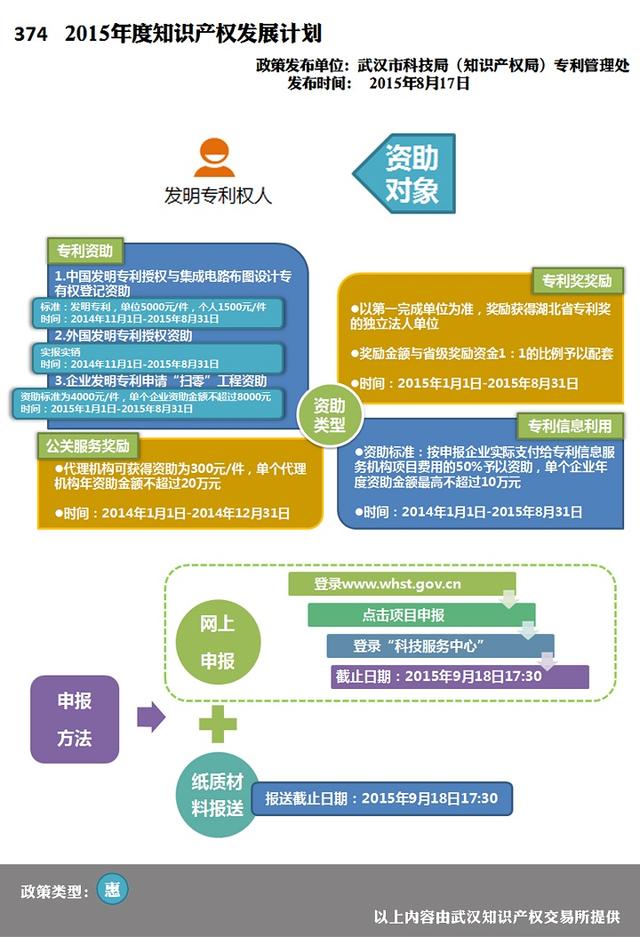 374 2015年度知识产权发展计划
政策发布单位：武汉市科技局（知识产权局）专利管理处
发布时间： 2015年8月17日
发明专利权人
资助
对象
专利资助
1.中国发明专利授权与集成电路布图设计专
有权登记资助
标准：发明专利，单位5000元/件，个人1500元/件
时间：2014年11月1日-2015年8月31日
2.外国发明专利授权资助
实报实销
时间：2014年11月1日-2015年8月31日
3.企业发明专利申请“扫零”工程资助
资助标准为4000元/件，单个企业资助金额不超过8000元
时间：2015年1月1日-2015年8月31日
专利奖奖励
●以第一完成单位为准，奖励获得湖北省专利奖
的独立法人单位
●奖励金额与省级奖励资金1：1的比例予以配套
●时间：2015年1月1日-2015年8月31日
资助
类型
公关服务奖励
●代理机构可获得资助为300元/件，单个代理
机构年资助金额不超过20万元
●时间：2014年1月1日-2014年12月31日
专利信息利用
●资助标准：按申报企业实际支付给专利信息服
务机构项目费用的50%予以资助，单个企业年
度资助金额最高不超过10万元
●时间：2014年1月1日-2015年8月31日
申报
方法
网上
申报
登录www.whst.gov.cn
点击项目申报
登录“科技服务中心”
截止日期：2015年9月18日17:30
纸质材
料报送
报送截止日期：2015年9月18日17:30
政策类型： 惠
以上内容由武汉知识产权交易所提供